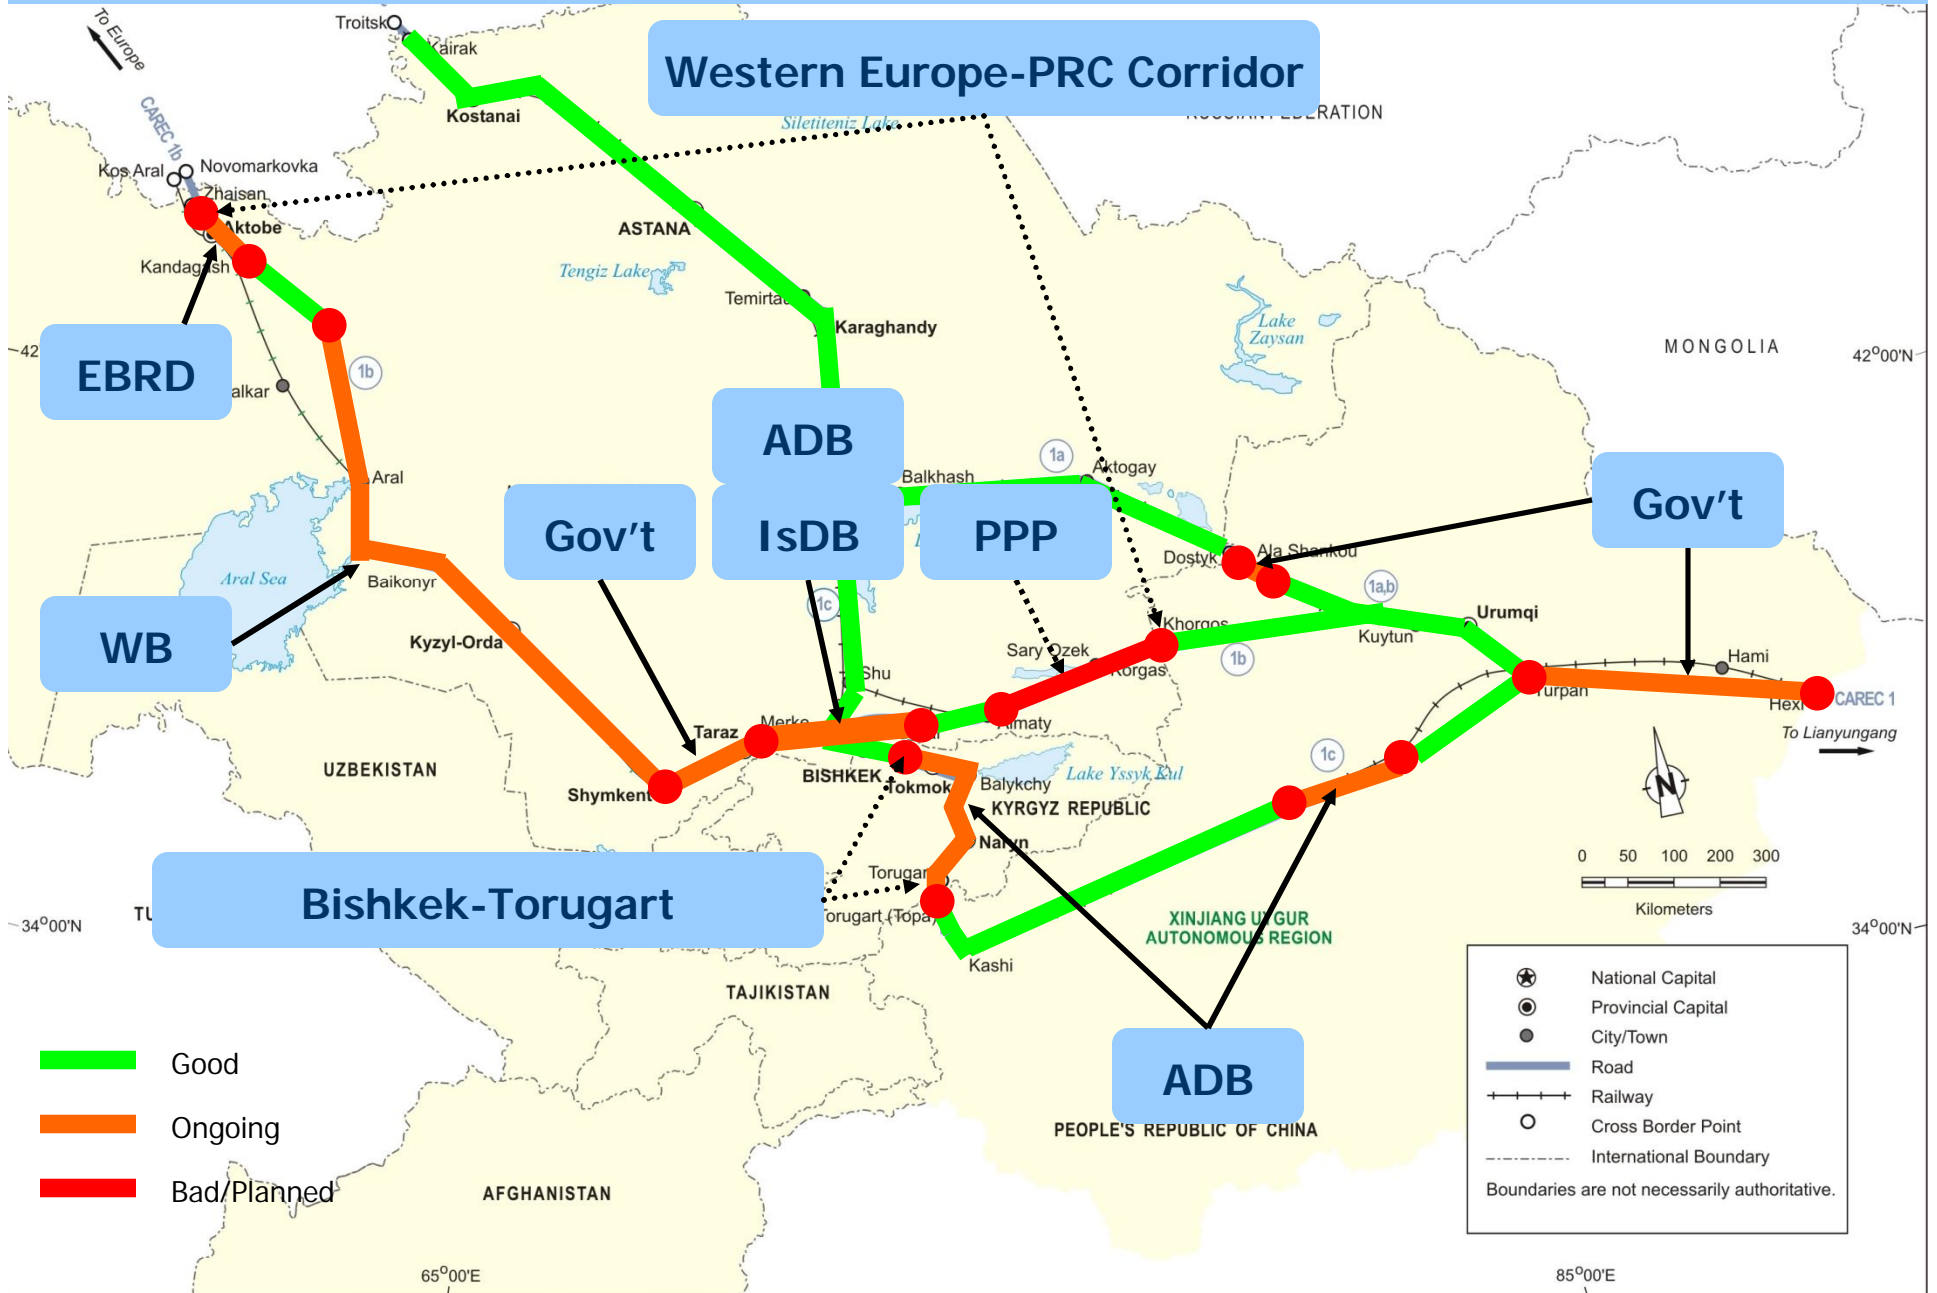 Troitsk
Kairak
To Europe
Western Europe-PRC Corridor
Kostanai
Siletiteniz Lake
CAREC 1b
Kos Aral
Novomarkovka
Zhaisan
Aktobe
ASTANA
Kandagash
Tengiz Lake
Temirtau
Karaghandy
Lake
Zaysan
MONGOLIA
42°00'N
42
EBRD
1b
alkar
ADB
1a
Aktogay
Aral
Balkhash
Gov't
IsDB
PPP
Gov't
Dostyk
Ala Shankou
Aral Sea
Baikonyr
1c
1a,b
WB
Kyzyl-Orda
Khorgos
Kuytun
Urumqi
Sary Ozek
Korgas
1b
Hami
Shu
Turpan
Hexi
CAREC 1
Taraz
Merke
Almaty
To Lianyungang
UZBEKISTAN
BISHKEK
Tokmok
Balykchy
Lake Yssyk Kul
1c
N
Shymkent
KYRGYZ REPUBLIC
Naryn
0 50 100 200 300
Kilometers
Bishkek-Torugart
Torugart
Torugart (Topa)
XINJIANG UYGUR
AUTONOMOUS REGION
34°00'N
TU
34°00'N
Kashi
TAJIKISTAN
National Capital
Provincial Capital
City/Town
Road
Railway
Cross Border Point
International Boundary
Boundaries are not necessarily authoritative.
ADB
PEOPLE'S REPUBLIC OF CHINA
Good
Ongoing
Bad/Planned
AFGHANISTAN
65°00'E
85°00'E